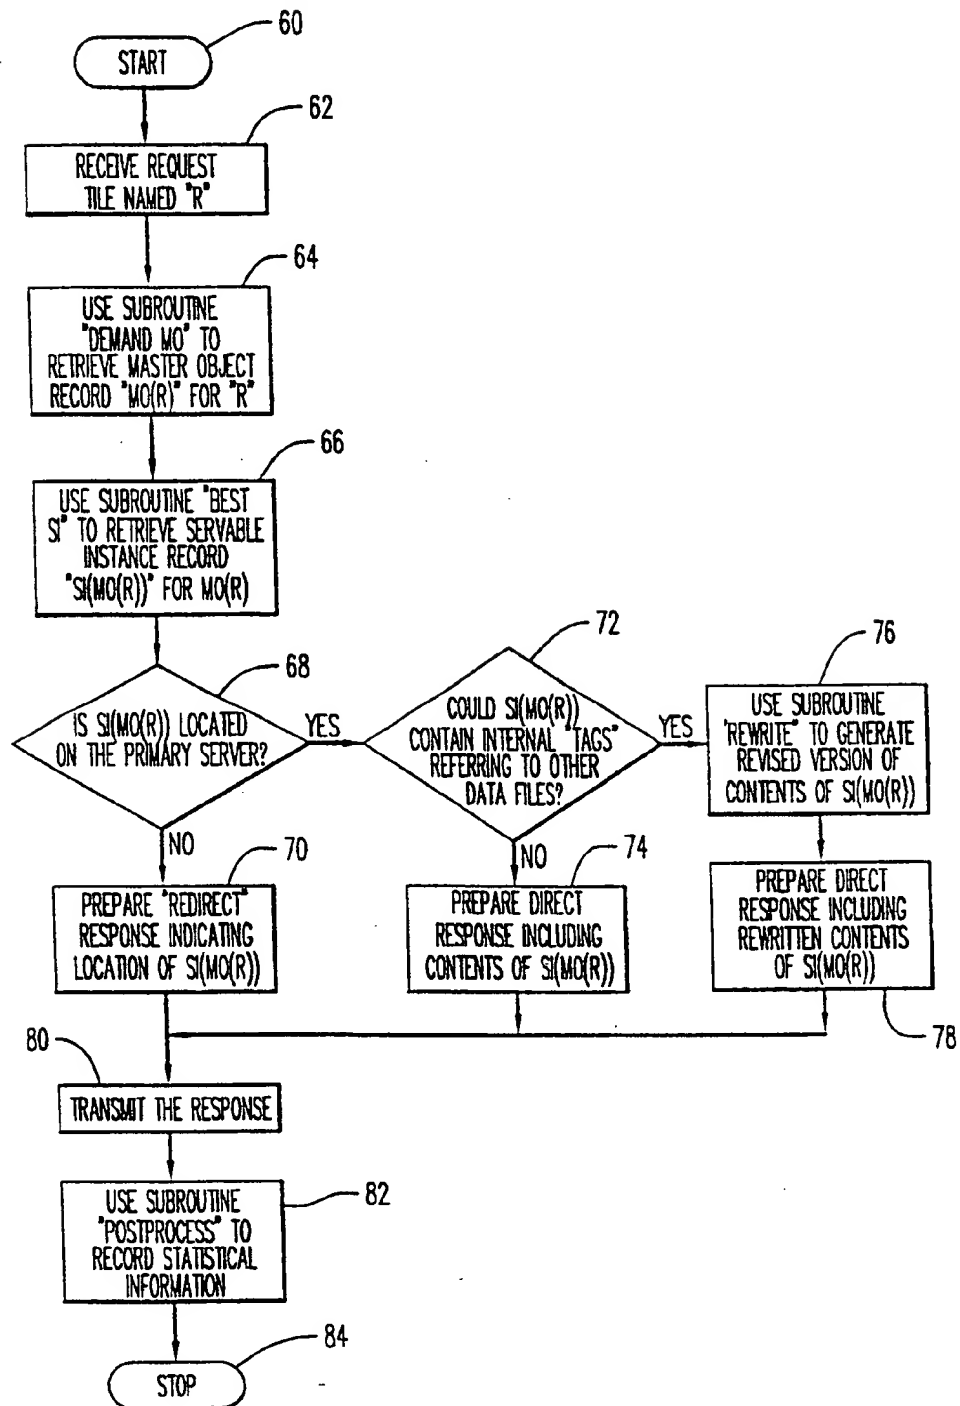 60
START
62
RECEIVE REQUEST
TILE NAMED "R"
64
USE SUBROUTINE
"DEMAND MO" TO
RETRIEVE MASTER OBJECT
RECORD "MO(R)" FOR "R"
66
USE SUBROUTINE "BEST
SI" TO RETRIEVE SERVABLE
INSTANCE RECORD
"SI(MO(R))" FOR MO(R)
68
IS SI(MO(R)) LOCATED
ON THE PRIMARY SERVER?
YES
NO
72
COULD SI(MO(R))
CONTAIN INTERNAL "TAGS"
REFERRING TO OTHER
DATA FILES?
YES
NO
76
USE SUBROUTINE
"REWRITE" TO GENERATE
REVISED VERSION OF
CONTENTS OF SI(MO(R))
70
PREPARE "REDIRECT"
RESPONSE INDICATING
LOCATION OF SI(MO(R))
74
PREPARE DIRECT
RESPONSE INCLUDING
CONTENTS OF SI(MO(R))
PREPARE DIRECT
RESPONSE INCLUDING
REWRITTEN CONTENTS
OF SI(MO(R))
78
80
TRANSMIT THE RESPONSE
82
USE SUBROUTINE
"POSTPROCESS" TO
RECORD STATISTICAL
INFORMATION
84
STOP